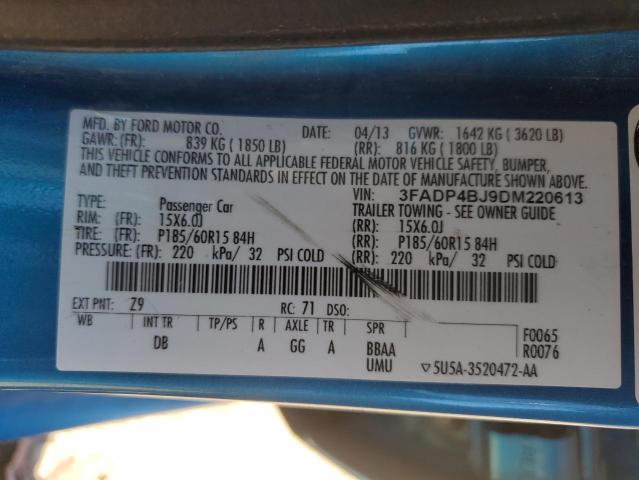 MFD. BY FORD MOTOR CO. DATE: 04/13 GVWR: 1642 KG ( 3620 LB)
GAWR: (FR): 839 KG ( 1850 LB) (RR): 816 KG ( 1800 LB)
THIS VEHICLE CONFORMS TO ALL APPLICABLE FEDERAL MOTOR VEHICLE SAFETY, BUMPER,
AND THEFT PREVENTION STANDARDS IN EFFECT ON THE DATE OF MANUFACTURE SHOWN ABOVE.
VIN: 3FADP4BJ9DM220613
TYPE: Passenger Car TRAILER TOWING - SEE OWNER GUIDE
RIM: (FR): 15X6.0J (RR): 15X6.0J
TIRE: (FR): P185/60R15 84H (RR): P185/60R15 84H
PRESSURE: (FR): 220 kPa/ 32 PSI COLD (RR): 220 kPa/ 32 PSI COLD
EXT PNT: Z9 RC: 71 DSO:
WB INT TR TP/PS R AXLE TR SPR F0065
DB A GG A BBAA R0076
UMU ▽5U5A-3520472-AA